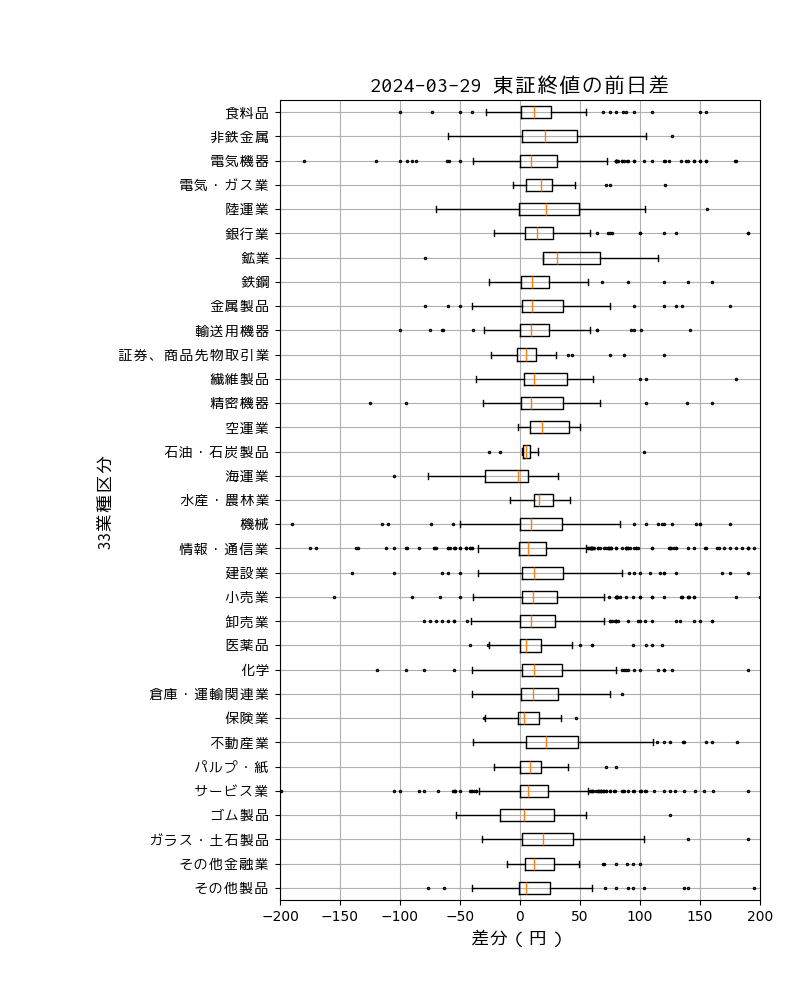 2024-03-29 東証終値の前日差
食料品
非鉄金属
電気機器
電気・ガス業
陸運業
銀行業
鉱業
鉄鋼
金属製品
輸送用機器
証券、商品先物取引業
繊維製品
精密機器
空運業
石油・石炭製品
海運業
水産・農林業
機械
情報・通信業
建設業
小売業
卸売業
医薬品
化学
倉庫・運輸関連業
保険業
不動産業
パルプ・紙
サービス業
ゴム製品
ガラス・土石製品
その他金融業
その他製品
33業種区分
−200 −150 −100 −50 0 50 100 150 200
差分(円)